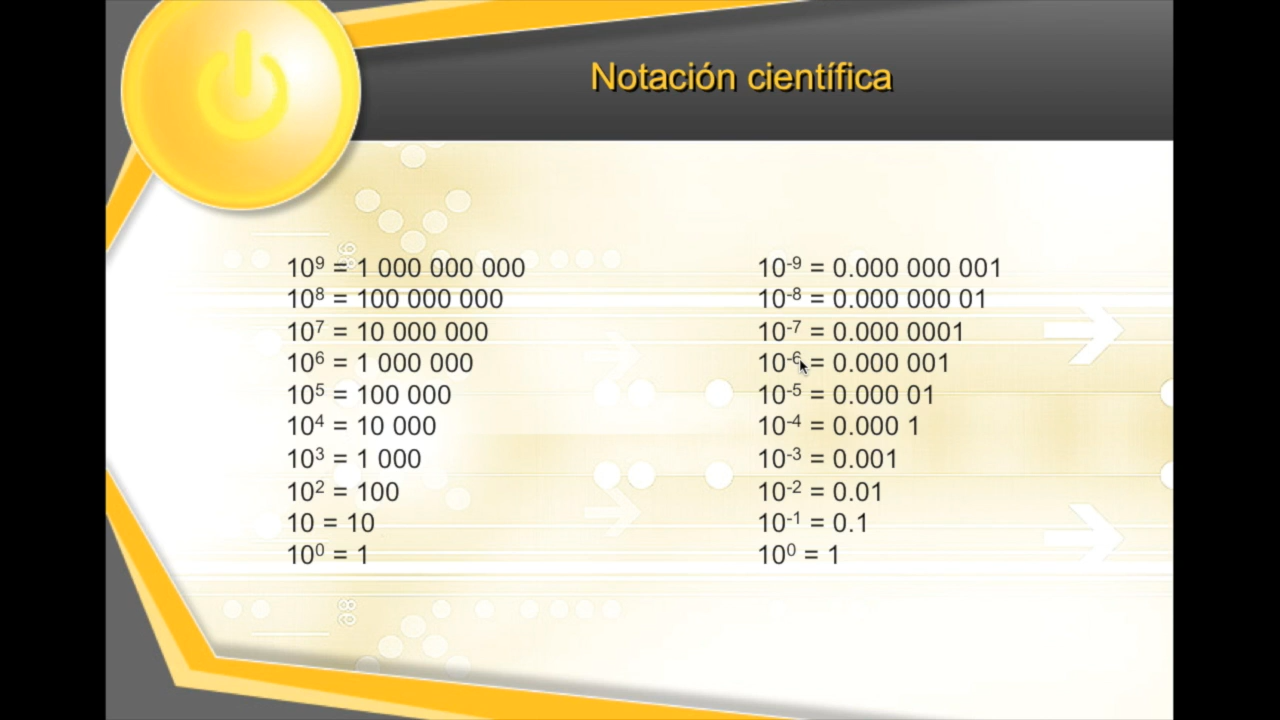 Notación científica
10⁹ = 1 000 000 000
10⁸ = 100 000 000
10⁷ = 10 000 000
10⁶ = 1 000 000
10⁵ = 100 000
10⁴ = 10 000
10³ = 1 000
10² = 100
10 = 10
10⁰ = 1
10⁻⁹ = 0.000 000 001
10⁻⁸ = 0.000 000 01
10⁻⁷ = 0.000 0001
10⁻⁶ = 0.000 001
10⁻⁵ = 0.000 01
10⁻⁴ = 0.000 1
10⁻³ = 0.001
10⁻² = 0.01
10⁻¹ = 0.1
10⁰ = 1